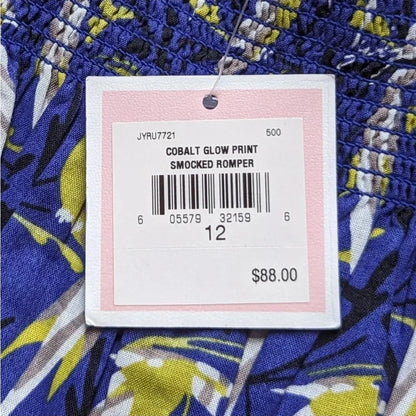 JYRU7721 500
COBALT GLOW PRINT
SMOCKED ROMPER
6 05579 32159 6
12
$88.00